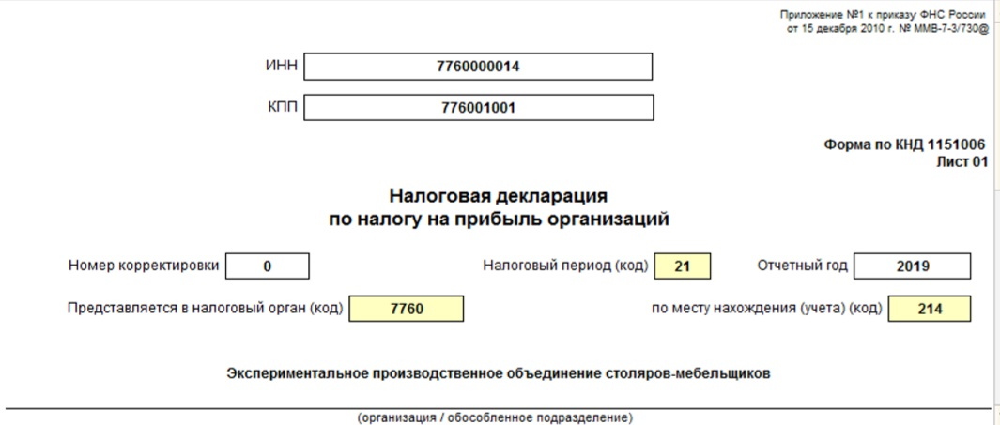 Приложение №1 к приказу ФНС России
от 15 декабря 2010 г. № ММВ-7-3/730@
ИНН 7760000014
КПП 776001001
Форма по КНД 1151006
Лист 01
Налоговая декларация
по налогу на прибыль организаций
Номер корректировки 0 Налоговый период (код) 21 Отчетный год 2019
Представляется в налоговый орган (код) 7760 по месту нахождения (учета) (код) 214
Экспериментальное производственное объединение столяров-мебельщиков
(организация / обособленное подразделение)